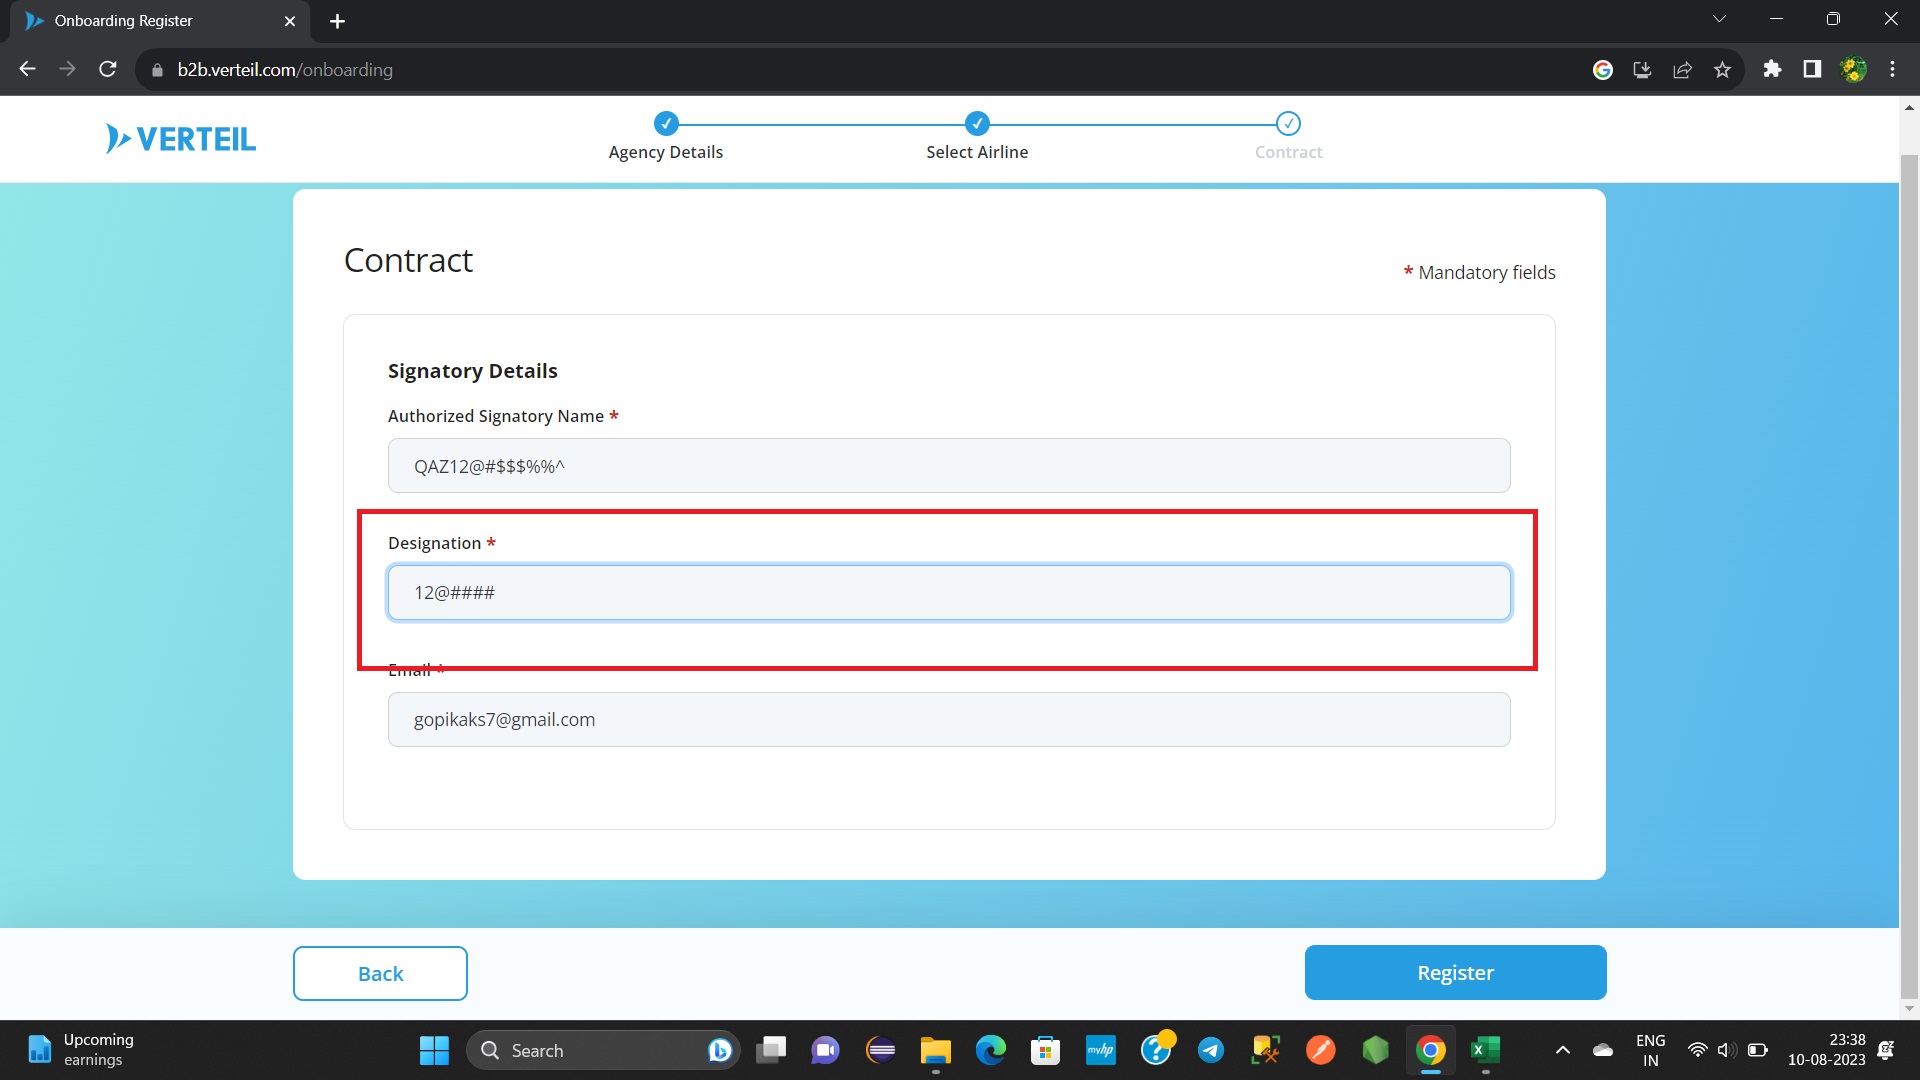 Onboarding Register
b2b.verteil.com/onboarding
VERTEIL
Agency Details
Select Airline
Contract
Contract
* Mandatory fields
Signatory Details
Authorized Signatory Name *
QAZ12@#$$$%%^
Designation *
12@####
Email *
gopikaks7@gmail.com
Back
Register
Upcoming
earnings
Search
myhp
ENG
IN
23:38
10-08-2023